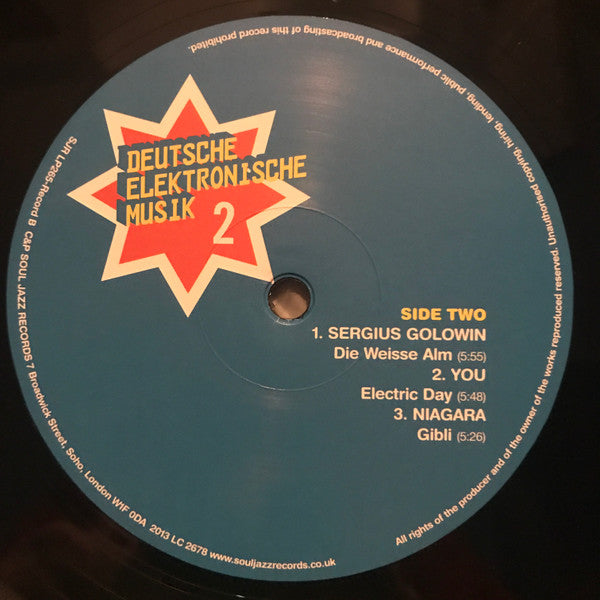 DEUTSCHE
ELEKTRONISCHE
MUSIK 2
SIDE TWO
1. SERGIUS GOLOWIN
Die Weisse Alm (5:55)
2. YOU
Electric Day (5:48)
3. NIAGARA
Gibli (5:26)
SJR LP265-Record B C&P SOUL JAZZ RECORDS 7 Broadwick Street, Soho, London W1F 0DA 2013 LC 2678 www.souljazzrecords.co.uk
All rights of the producer and of the owner of the works reproduced reserved. Unauthorised copying, hiring, lending, public performance and broadcasting of this record prohibited.